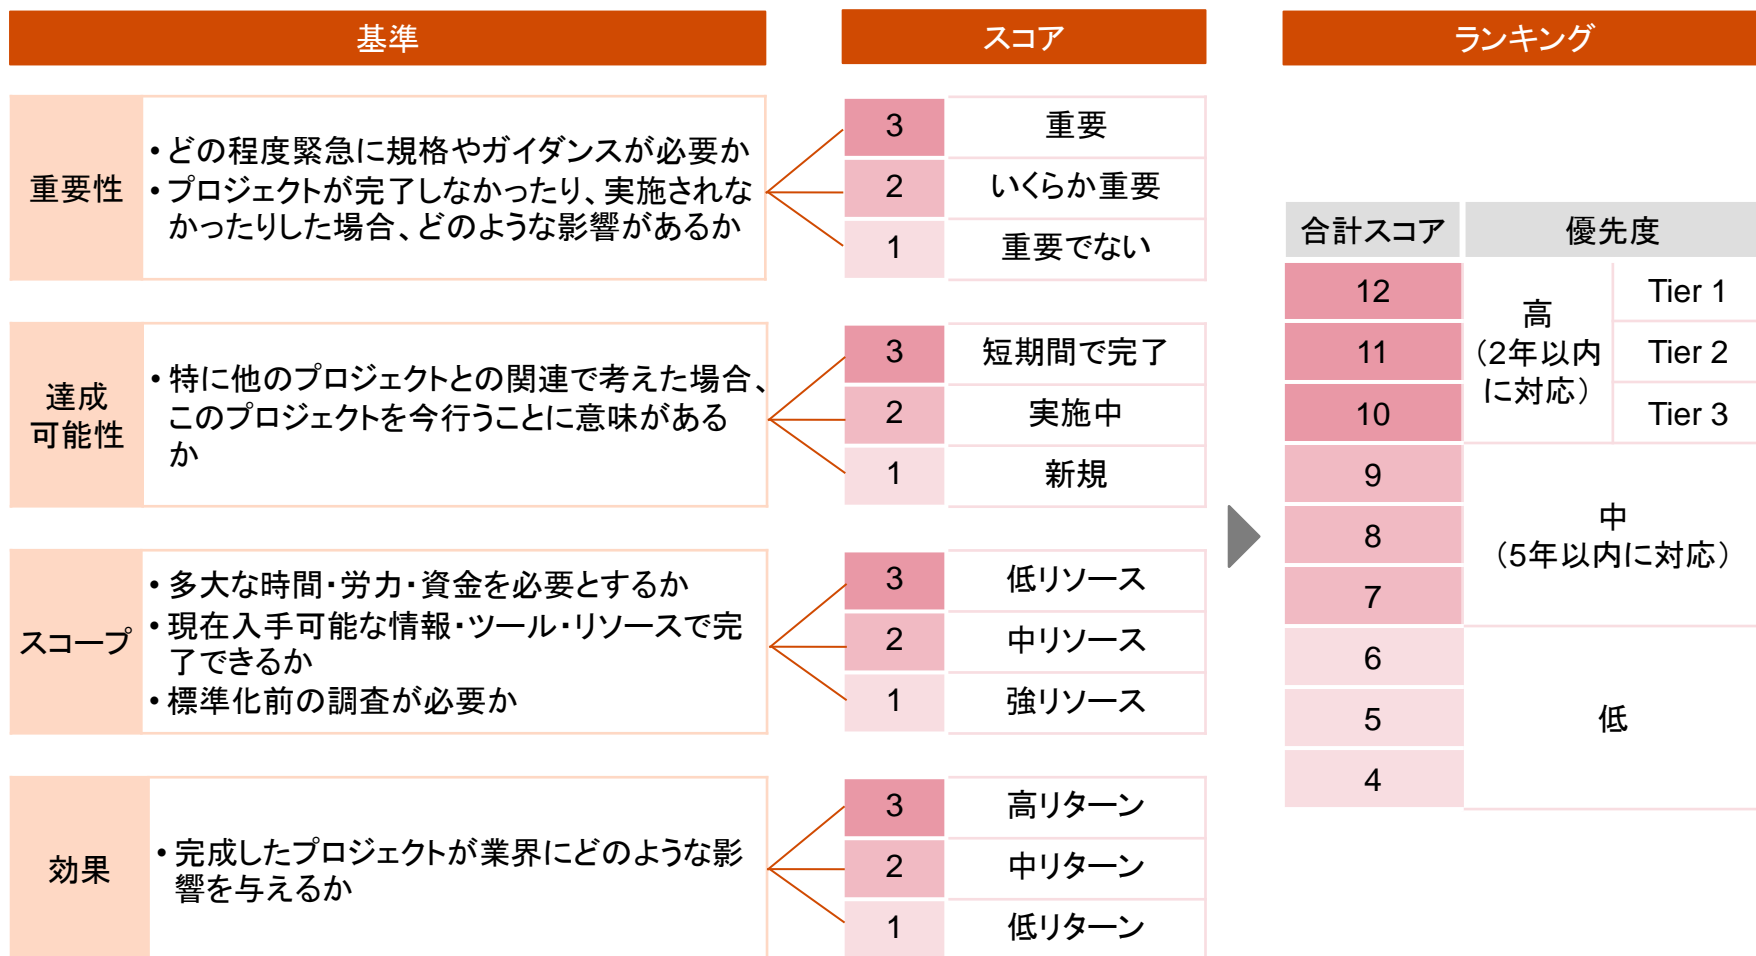 基準
スコア
ランキング
重要性
•どの程度緊急に規格やガイダンスが必要か
•プロジェクトが完了しなかったり、実施されな
かったりした場合、どのような影響があるか
3 重要
2 いくらか重要
1 重要でない
達成
可能性
•特に他のプロジェクトとの関連で考えた場合、
このプロジェクトを今行うことに意味がある
か
3 短期間で完了
2 実施中
1 新規
スコープ
•多大な時間・労力・資金を必要とするか
•現在入手可能な情報・ツール・リソースで完
了できるか
•標準化前の調査が必要か
3 低リソース
2 中リソース
1 強リソース
効果
•完成したプロジェクトが業界にどのような影
響を与えるか
3 高リターン
2 中リターン
1 低リターン
合計スコア 優先度
12
11
10
高
（2年以内
に対応）
Tier 1
Tier 2
Tier 3
9
8
7
中
（5年以内に対応）
6
5
4
低